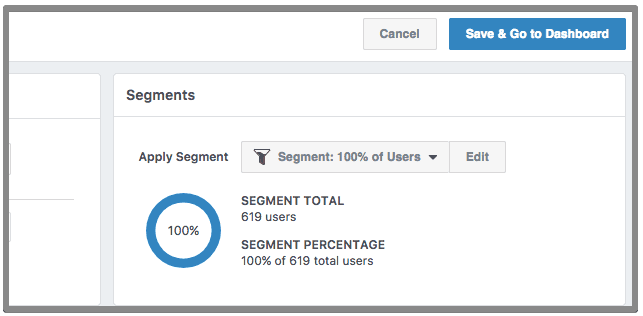 Cancel
Save & Go to Dashboard
Segments
Apply Segment
Segment: 100% of Users
Edit
100%
SEGMENT TOTAL
619 users
SEGMENT PERCENTAGE
100% of 619 total users